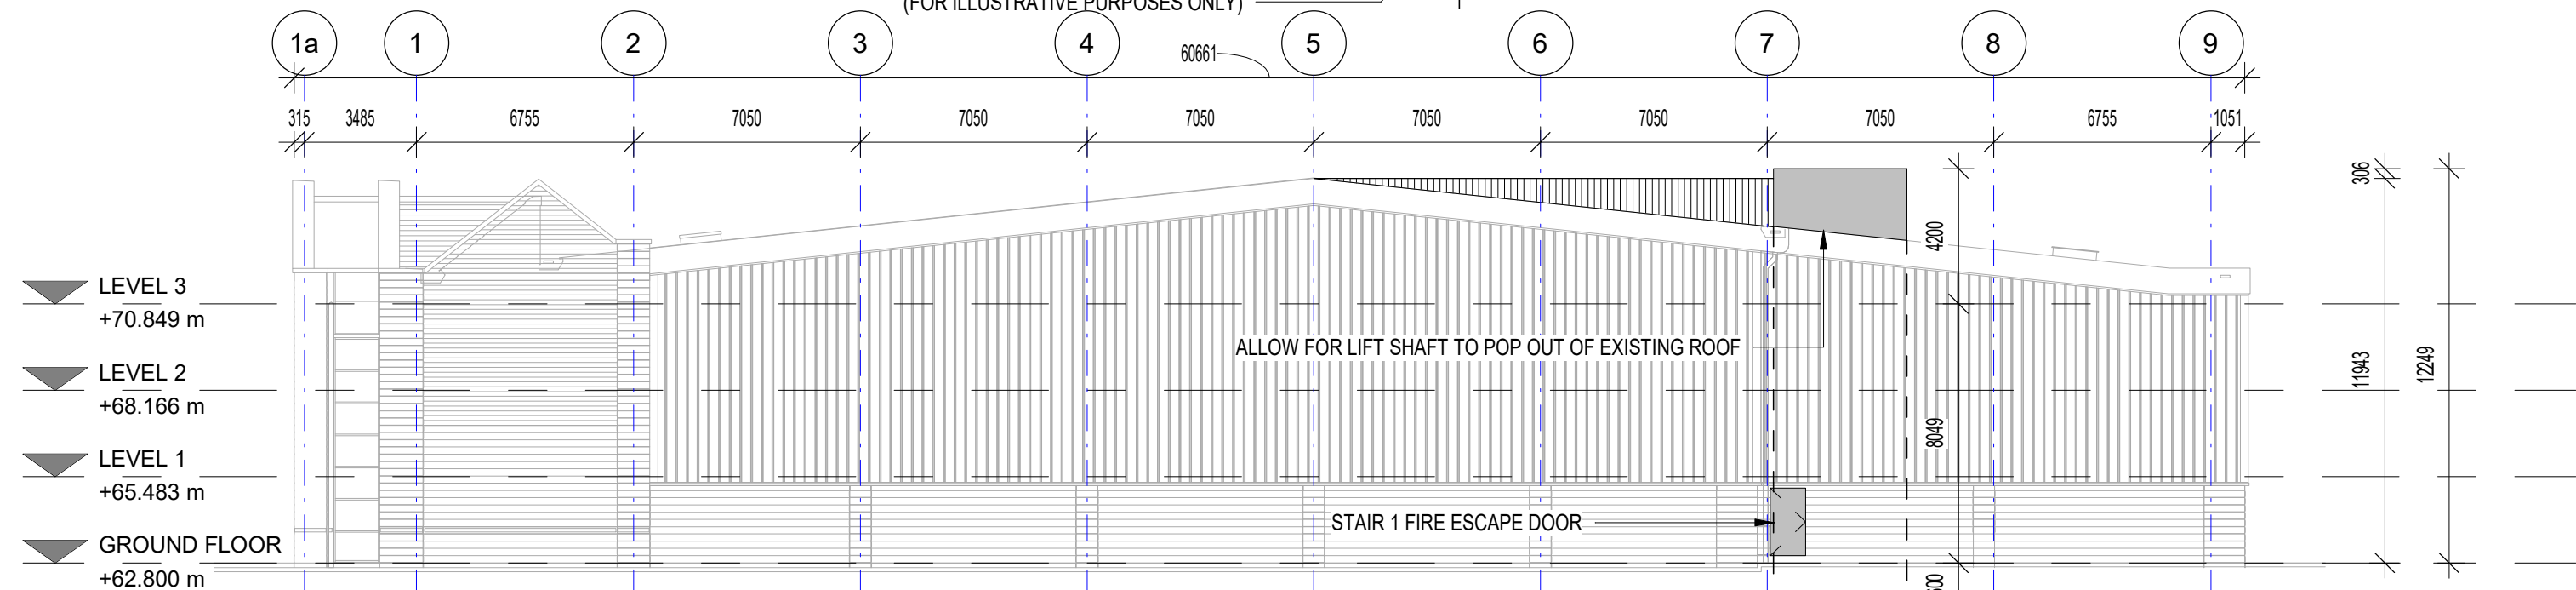 (FOR ILLUSTRATIVE PURPOSES ONLY)
1a 1 2 3 4 5 6 7 8 9
60661
315 3485 6755 7050 7050 7050 7050 7050 7050 6755 1051
306
4200
LEVEL 3
+70.849 m
ALLOW FOR LIFT SHAFT TO POP OUT OF EXISTING ROOF
11943
12249
LEVEL 2
+68.166 m
8049
LEVEL 1
+65.483 m
STAIR 1 FIRE ESCAPE DOOR
GROUND FLOOR
+62.800 m